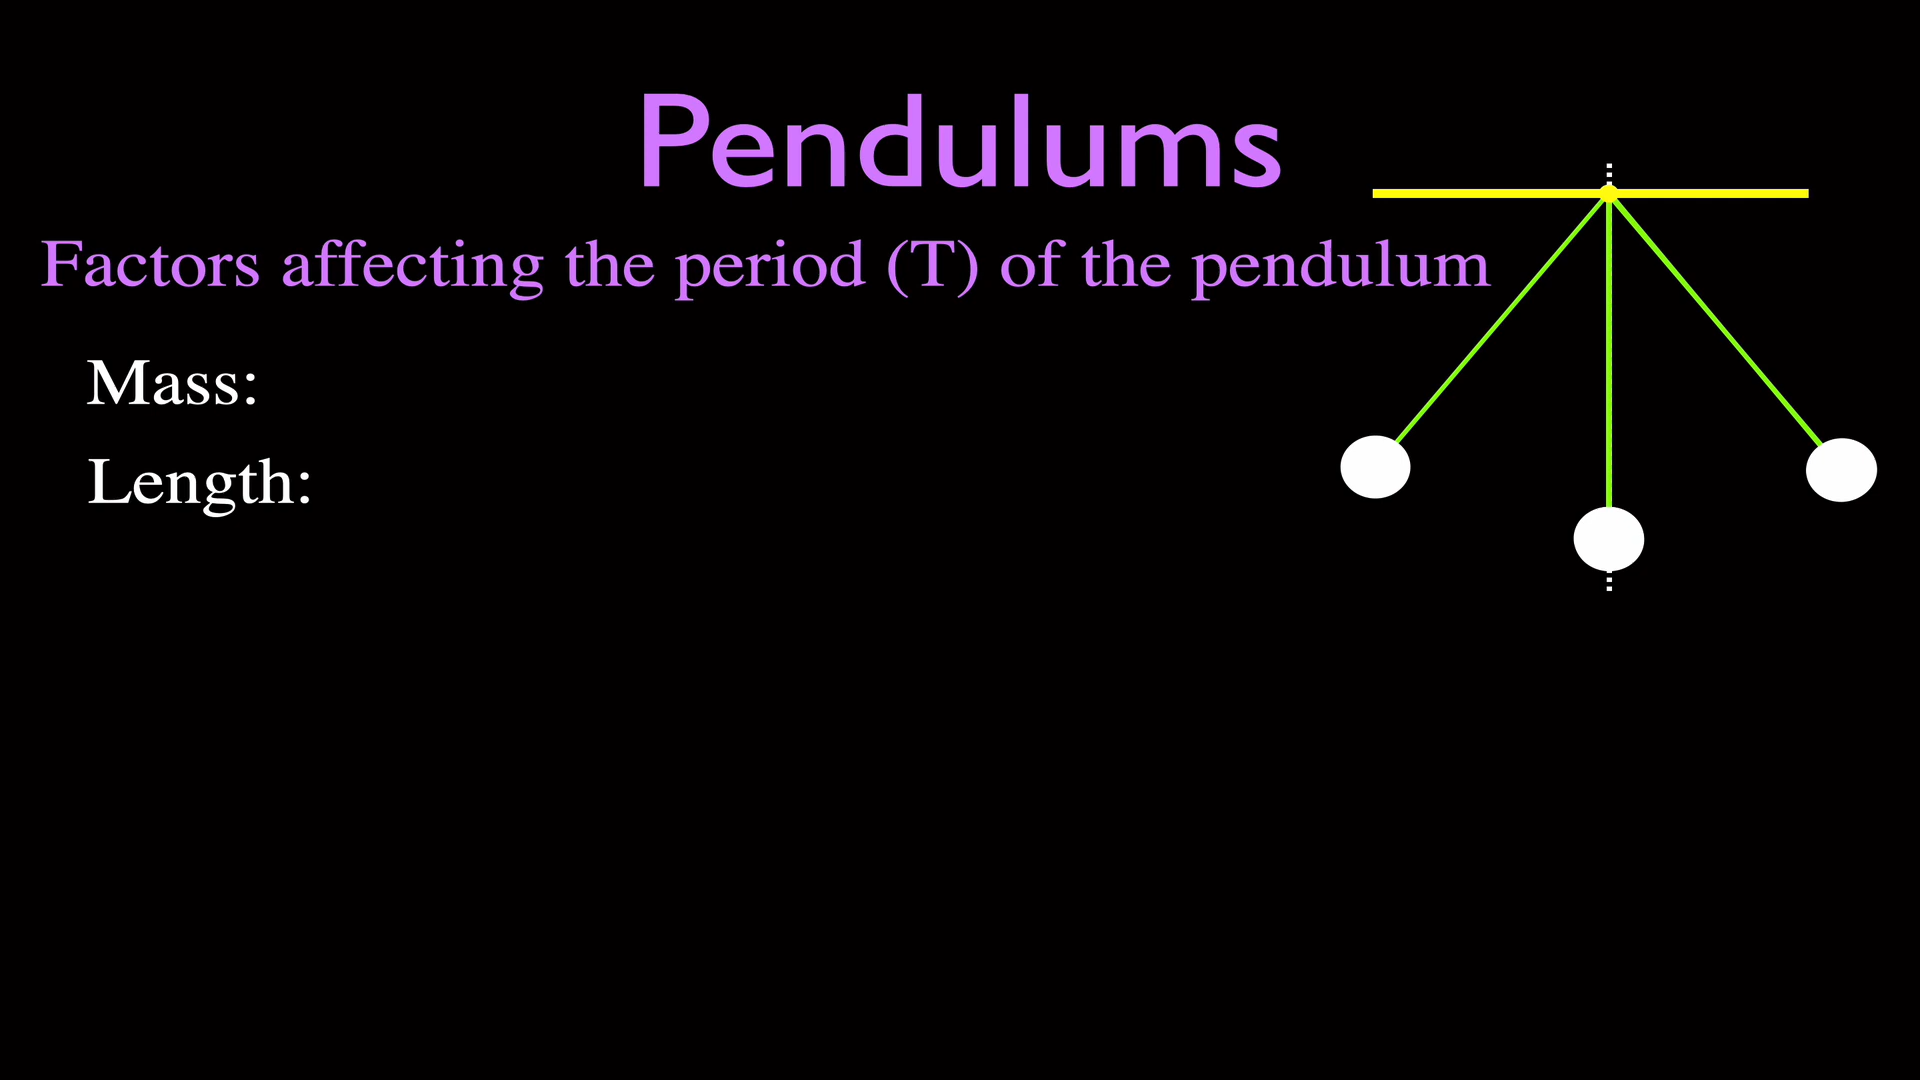 Pendulums
Factors affecting the period (T) of the pendulum
Mass:
Length: